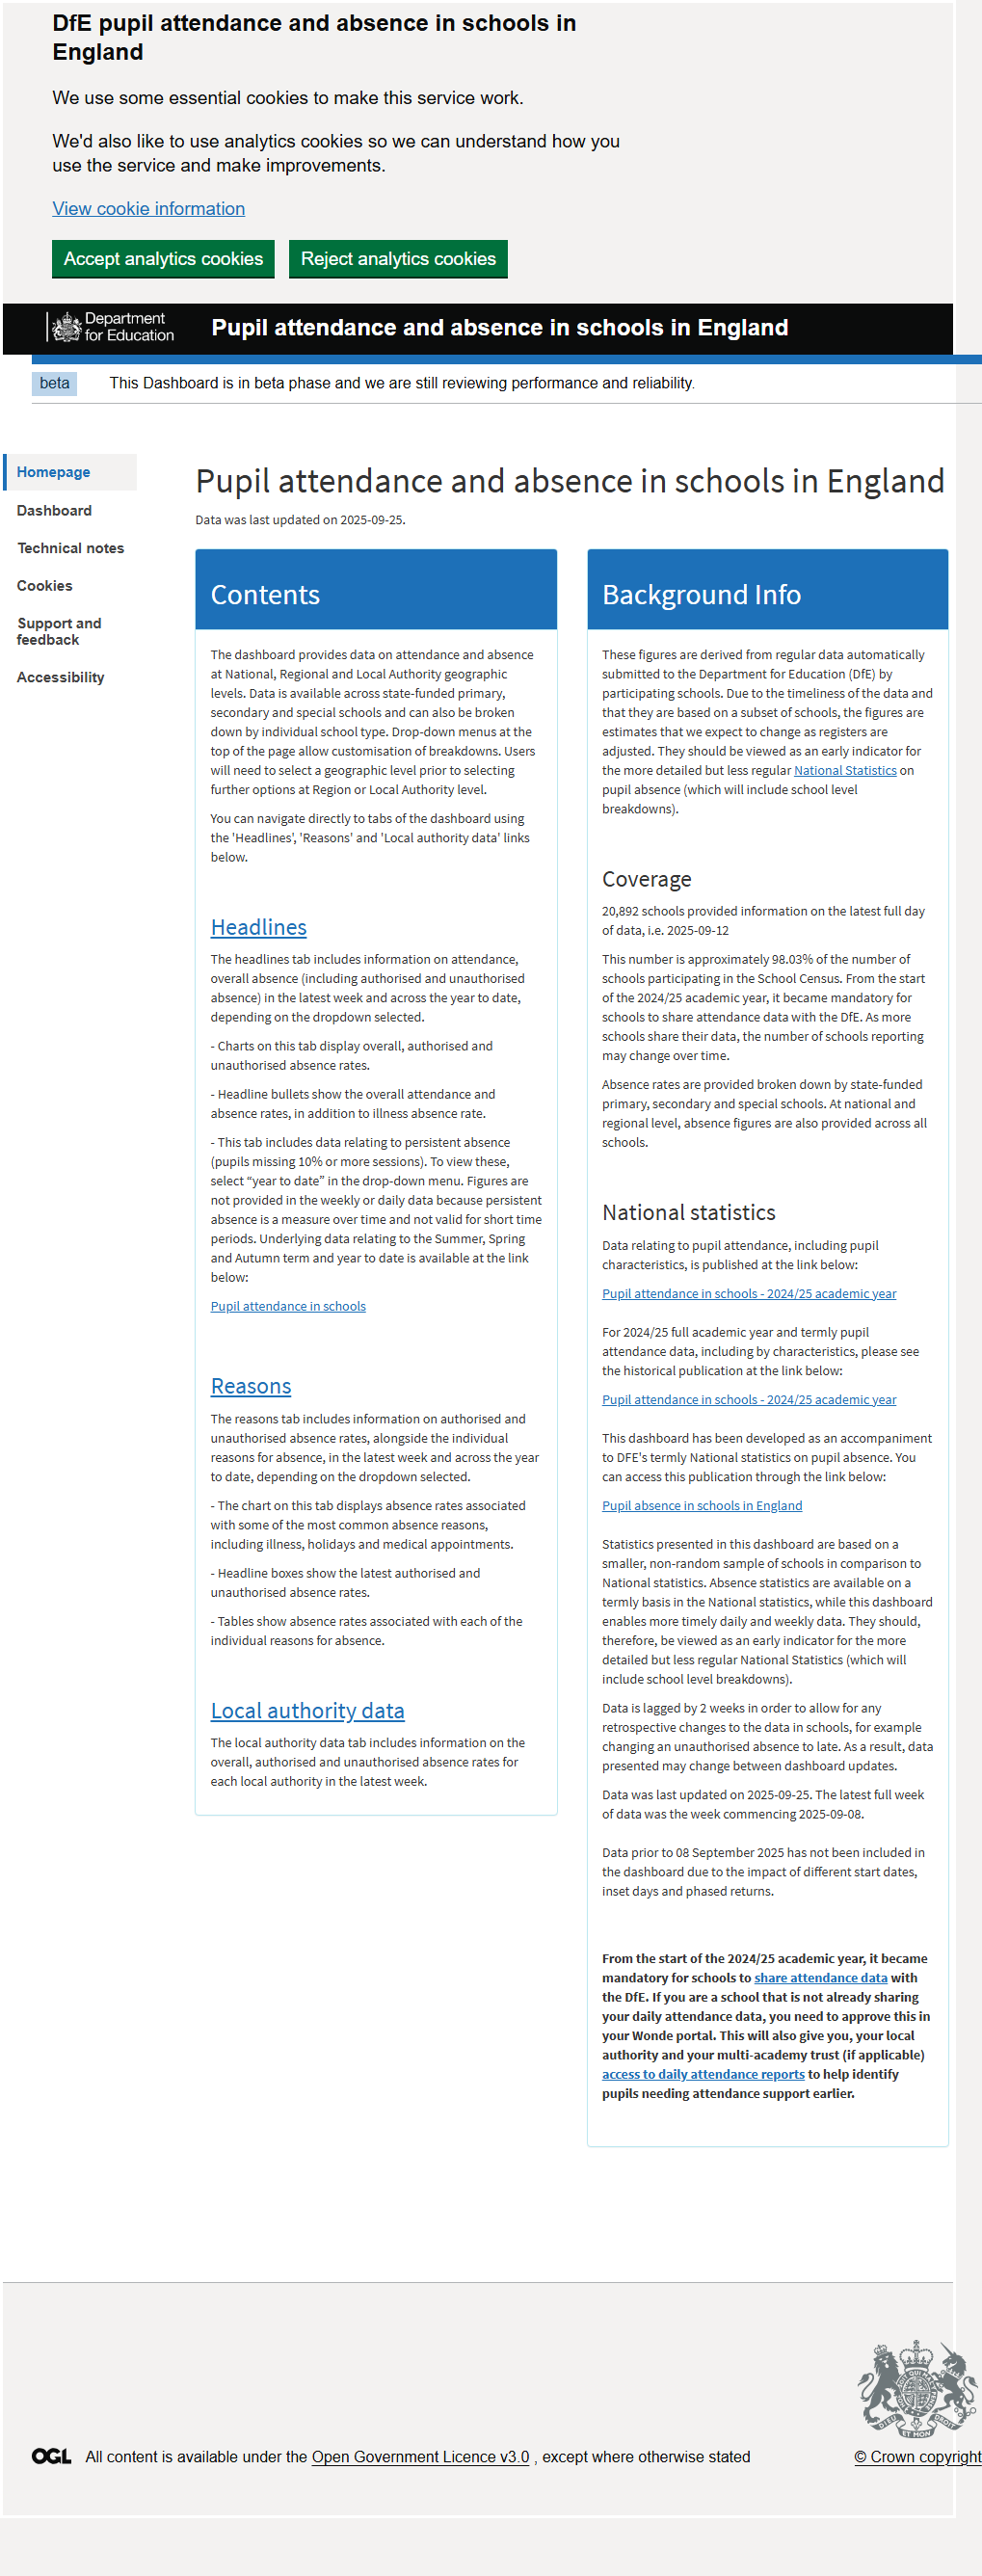 DfE pupil attendance and absence in schools in
England
We use some essential cookies to make this service work.
We'd also like to use analytics cookies so we can understand how you
use the service and make improvements.
View cookie information
Accept analytics cookies Reject analytics cookies
Department
for Education
Pupil attendance and absence in schools in England
beta This Dashboard is in beta phase and we are still reviewing performance and reliability.
Homepage
Dashboard
Technical notes
Cookies
Support and
feedback
Accessibility
Pupil attendance and absence in schools in England
Data was last updated on 2025-09-25.
Contents
The dashboard provides data on attendance and absence
at National, Regional and Local Authority geographic
levels. Data is available across state-funded primary,
secondary and special schools and can also be broken
down by individual school type. Drop-down menus at the
top of the page allow customisation of breakdowns. Users
will need to select a geographic level prior to selecting
further options at Region or Local Authority level.
You can navigate directly to tabs of the dashboard using
the 'Headlines', 'Reasons' and 'Local authority data' links
below.
Headlines
The headlines tab includes information on attendance,
overall absence (including authorised and unauthorised
absence) in the latest week and across the year to date,
depending on the dropdown selected.
- Charts on this tab display overall, authorised and
unauthorised absence rates.
- Headline bullets show the overall attendance and
absence rates, in addition to illness absence rate.
- This tab includes data relating to persistent absence
(pupils missing 10% or more sessions). To view these,
select “year to date” in the drop-down menu. Figures are
not provided in the weekly or daily data because persistent
absence is a measure over time and not valid for short time
periods. Underlying data relating to the Summer, Spring
and Autumn term and year to date is available at the link
below:
Pupil attendance in schools
Reasons
The reasons tab includes information on authorised and
unauthorised absence rates, alongside the individual
reasons for absence, in the latest week and across the year
to date, depending on the dropdown selected.
- The chart on this tab displays absence rates associated
with some of the most common absence reasons,
including illness, holidays and medical appointments.
- Headline boxes show the latest authorised and
unauthorised absence rates.
- Tables show absence rates associated with each of the
individual reasons for absence.
Local authority data
The local authority data tab includes information on the
overall, authorised and unauthorised absence rates for
each local authority in the latest week.
Background Info
These figures are derived from regular data automatically
submitted to the Department for Education (DfE) by
participating schools. Due to the timeliness of the data and
that they are based on a subset of schools, the figures are
estimates that we expect to change as registers are
adjusted. They should be viewed as an early indicator for
the more detailed but less regular National Statistics on
pupil absence (which will include school level
breakdowns).
Coverage
20,892 schools provided information on the latest full day
of data, i.e. 2025-09-12
This number is approximately 98.03% of the number of
schools participating in the School Census. From the start
of the 2024/25 academic year, it became mandatory for
schools to share attendance data with the DfE. As more
schools share their data, the number of schools reporting
may change over time.
Absence rates are provided broken down by state-funded
primary, secondary and special schools. At national and
regional level, absence figures are also provided across all
schools.
National statistics
Data relating to pupil attendance, including pupil
characteristics, is published at the link below:
Pupil attendance in schools - 2024/25 academic year
For 2024/25 full academic year and termly pupil
attendance data, including by characteristics, please see
the historical publication at the link below:
Pupil attendance in schools - 2024/25 academic year
This dashboard has been developed as an accompaniment
to DFE's termly National statistics on pupil absence. You
can access this publication through the link below:
Pupil absence in schools in England
Statistics presented in this dashboard are based on a
smaller, non-random sample of schools in comparison to
National statistics. Absence statistics are available on a
termly basis in the National statistics, while this dashboard
enables more timely daily and weekly data. They should,
therefore, be viewed as an early indicator for the more
detailed but less regular National Statistics (which will
include school level breakdowns).
Data is lagged by 2 weeks in order to allow for any
retrospective changes to the data in schools, for example
changing an unauthorised absence to late. As a result, data
presented may change between dashboard updates.
Data was last updated on 2025-09-25. The latest full week
of data was the week commencing 2025-09-08.
Data prior to 08 September 2025 has not been included in
the dashboard due to the impact of different start dates,
inset days and phased returns.
From the start of the 2024/25 academic year, it became
mandatory for schools to share attendance data with
the DfE. If you are a school that is not already sharing
your daily attendance data, you need to approve this in
your Wonde portal. This will also give you, your local
authority and your multi-academy trust (if applicable)
access to daily attendance reports to help identify
pupils needing attendance support earlier.
DIEU ET MON DROIT
OGL All content is available under the Open Government Licence v3.0 , except where otherwise stated
© Crown copyright